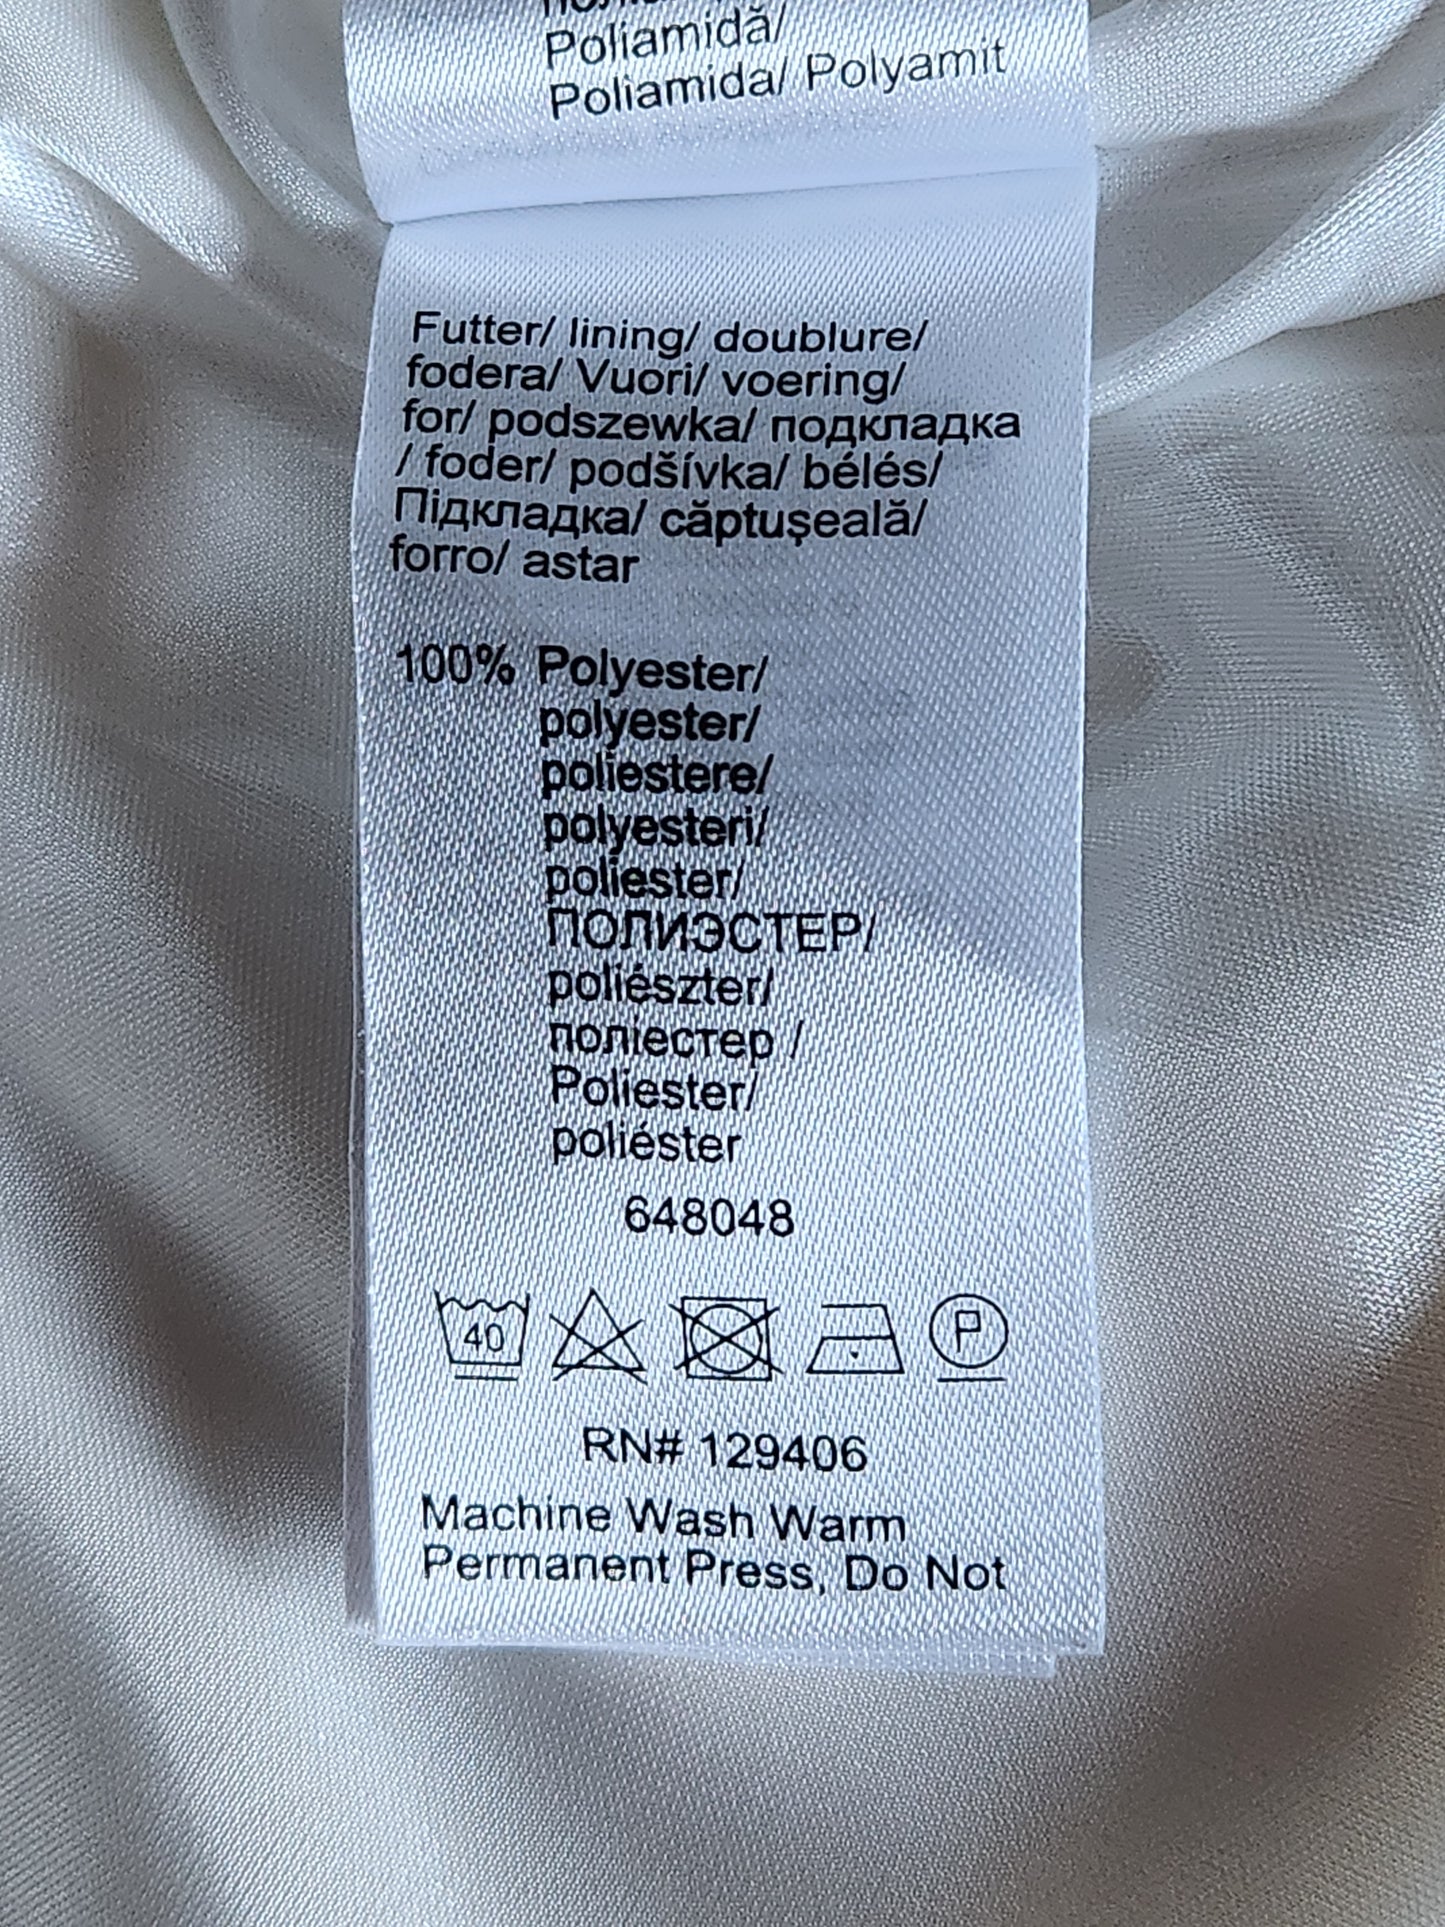 Poliamidă/
Poliamida/ Polyamit
Futter/ lining/ doublure/
fodera/ Vuori/ voering/
for/ podszewka/ подкладка
/ foder/ podšívka/ bélés/
Підкладка/ căptuşeală/
forro/ astar
100% Polyester/
polyester/
poliestere/
polyesteri/
poliester/
ПОЛИЭСТЕР/
poliészter/
поліестер /
Poliester/
poliéster
648048
40 P
RN# 129406
Machine Wash Warm
Permanent Press, Do Not